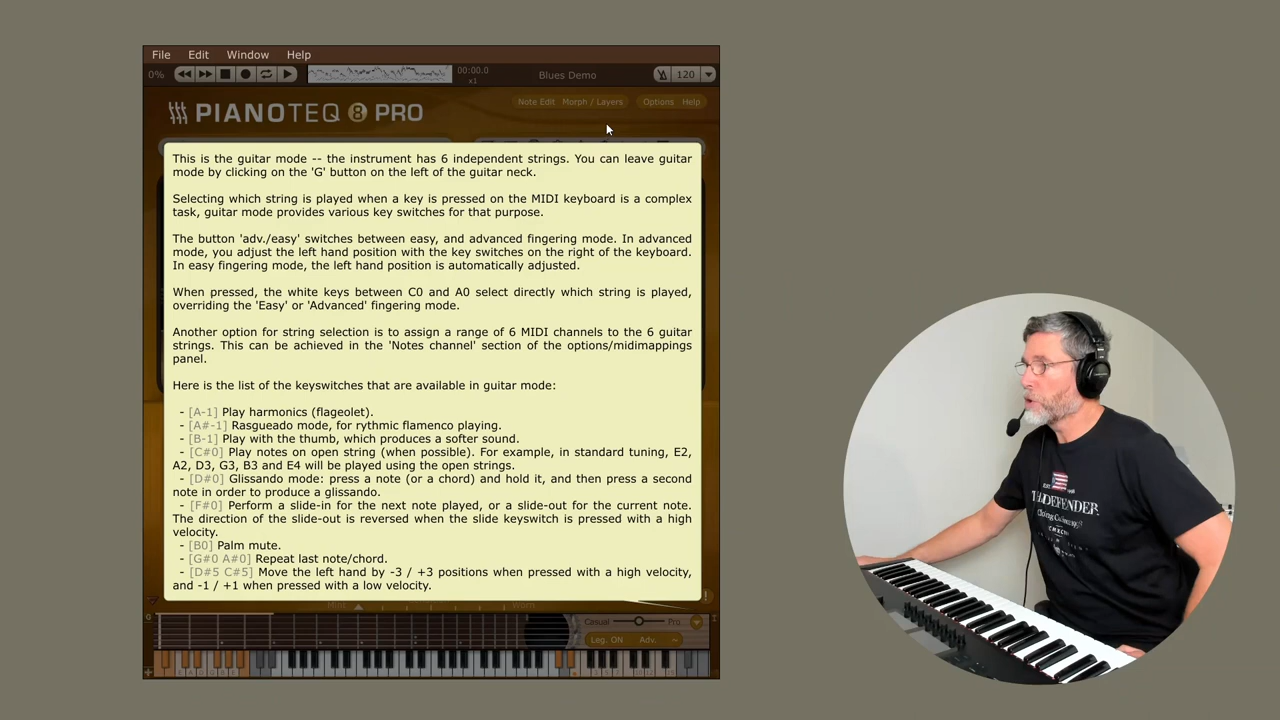 File Edit Window Help
0% 00:00.0 x1 Blues Demo 120
PIANOTEQ 8 PRO Note Edit Morph / Layers Options Help
This is the guitar mode -- the instrument has 6 independent strings. You can leave guitar
mode by clicking on the 'G' button on the left of the guitar neck.
Selecting which string is played when a key is pressed on the MIDI keyboard is a complex
task, guitar mode provides various key switches for that purpose.
The button 'adv./easy' switches between easy, and advanced fingering mode. In advanced
mode, you adjust the left hand position with the key switches on the right of the keyboard.
In easy fingering mode, the left hand position is automatically adjusted.
When pressed, the white keys between C0 and A0 select directly which string is played,
overriding the 'Easy' or 'Advanced' fingering mode.
Another option for string selection is to assign a range of 6 MIDI channels to the 6 guitar
strings. This can be achieved in the 'Notes channel' section of the options/midimappings
panel.
Here is the list of the keyswitches that are available in guitar mode:
- [A-1] Play harmonics (flageolet).
- [A#-1] Rasgueado mode, for rythmic flamenco playing.
- [B-1] Play with the thumb, which produces a softer sound.
- [C#0] Play notes on open string (when possible). For example, in standard tuning, E2,
A2, D3, G3, B3 and E4 will be played using the open strings.
- [D#0] Glissando mode: press a note (or a chord) and hold it, and then press a second
note in order to produce a glissando.
- [F#0] Perform a slide-in for the next note played, or a slide-out for the current note.
The direction of the slide-out is reversed when the slide keyswitch is pressed with a high
velocity.
- [B0] Palm mute.
- [G#0 A#0] Repeat last note/chord.
- [D#5 C#5] Move the left hand by -3 / +3 positions when pressed with a high velocity,
and -1 / +1 when pressed with a low velocity.
Mint Worn
G Casual Pro
Leg. ON Adv.